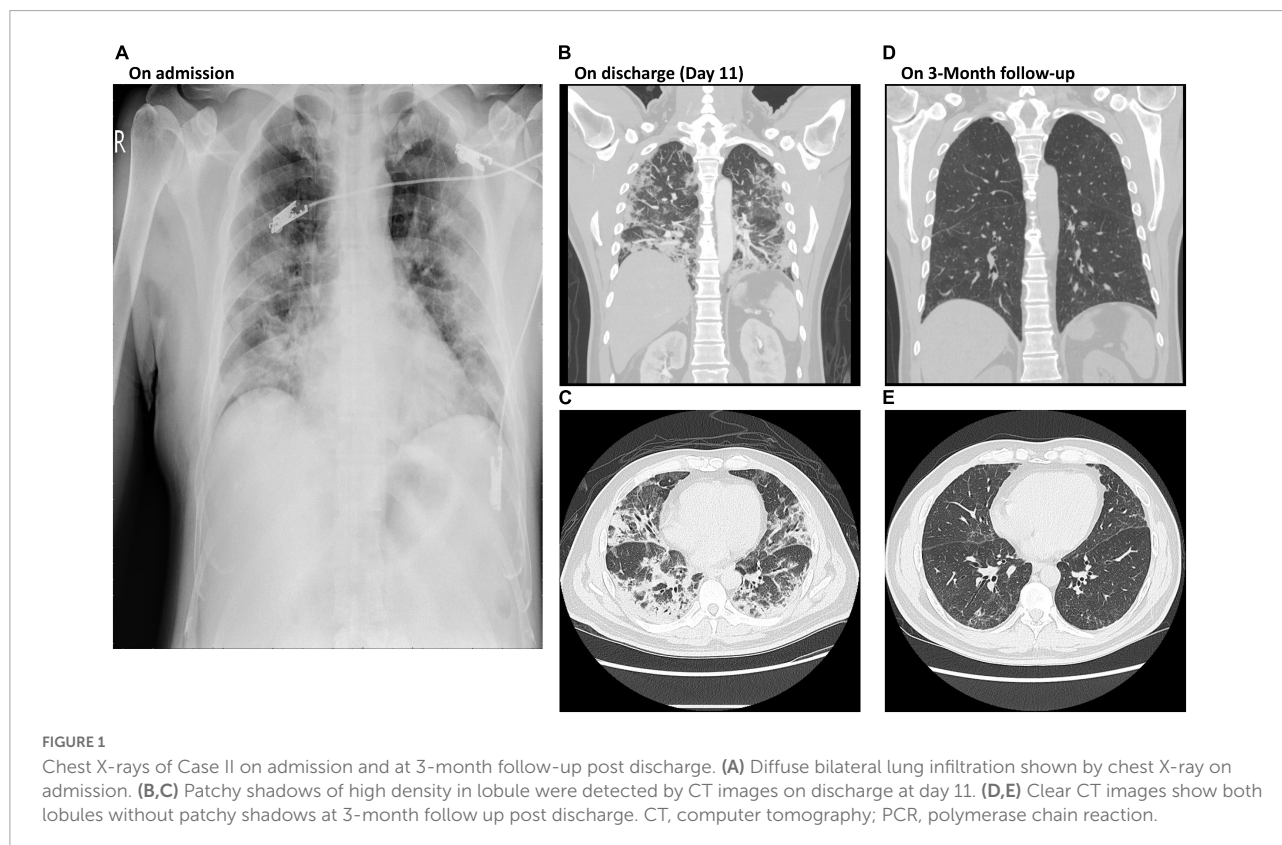 A
On admission
B
On discharge (Day 11)
D
On 3-Month follow-up
R
C
E
FIGURE 1
Chest X-rays of Case II on admission and at 3-month follow-up post discharge. (A) Diffuse bilateral lung infiltration shown by chest X-ray on
admission. (B,C) Patchy shadows of high density in lobule were detected by CT images on discharge at day 11. (D,E) Clear CT images show both
lobules without patchy shadows at 3-month follow up post discharge. CT, computer tomography; PCR, polymerase chain reaction.